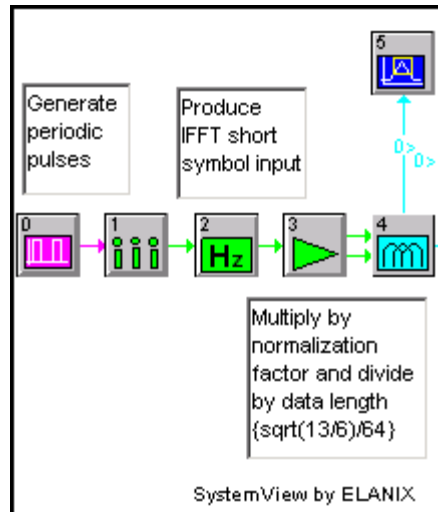 5
Generate
periodic
pulses
Produce
IFFT short
symbol input
0
1
2
3
4
Hz
0>
0>
Multiply by
normalization
factor and divide
by data length
{sqrt(13/6)/64}
SystemView by ELANIX